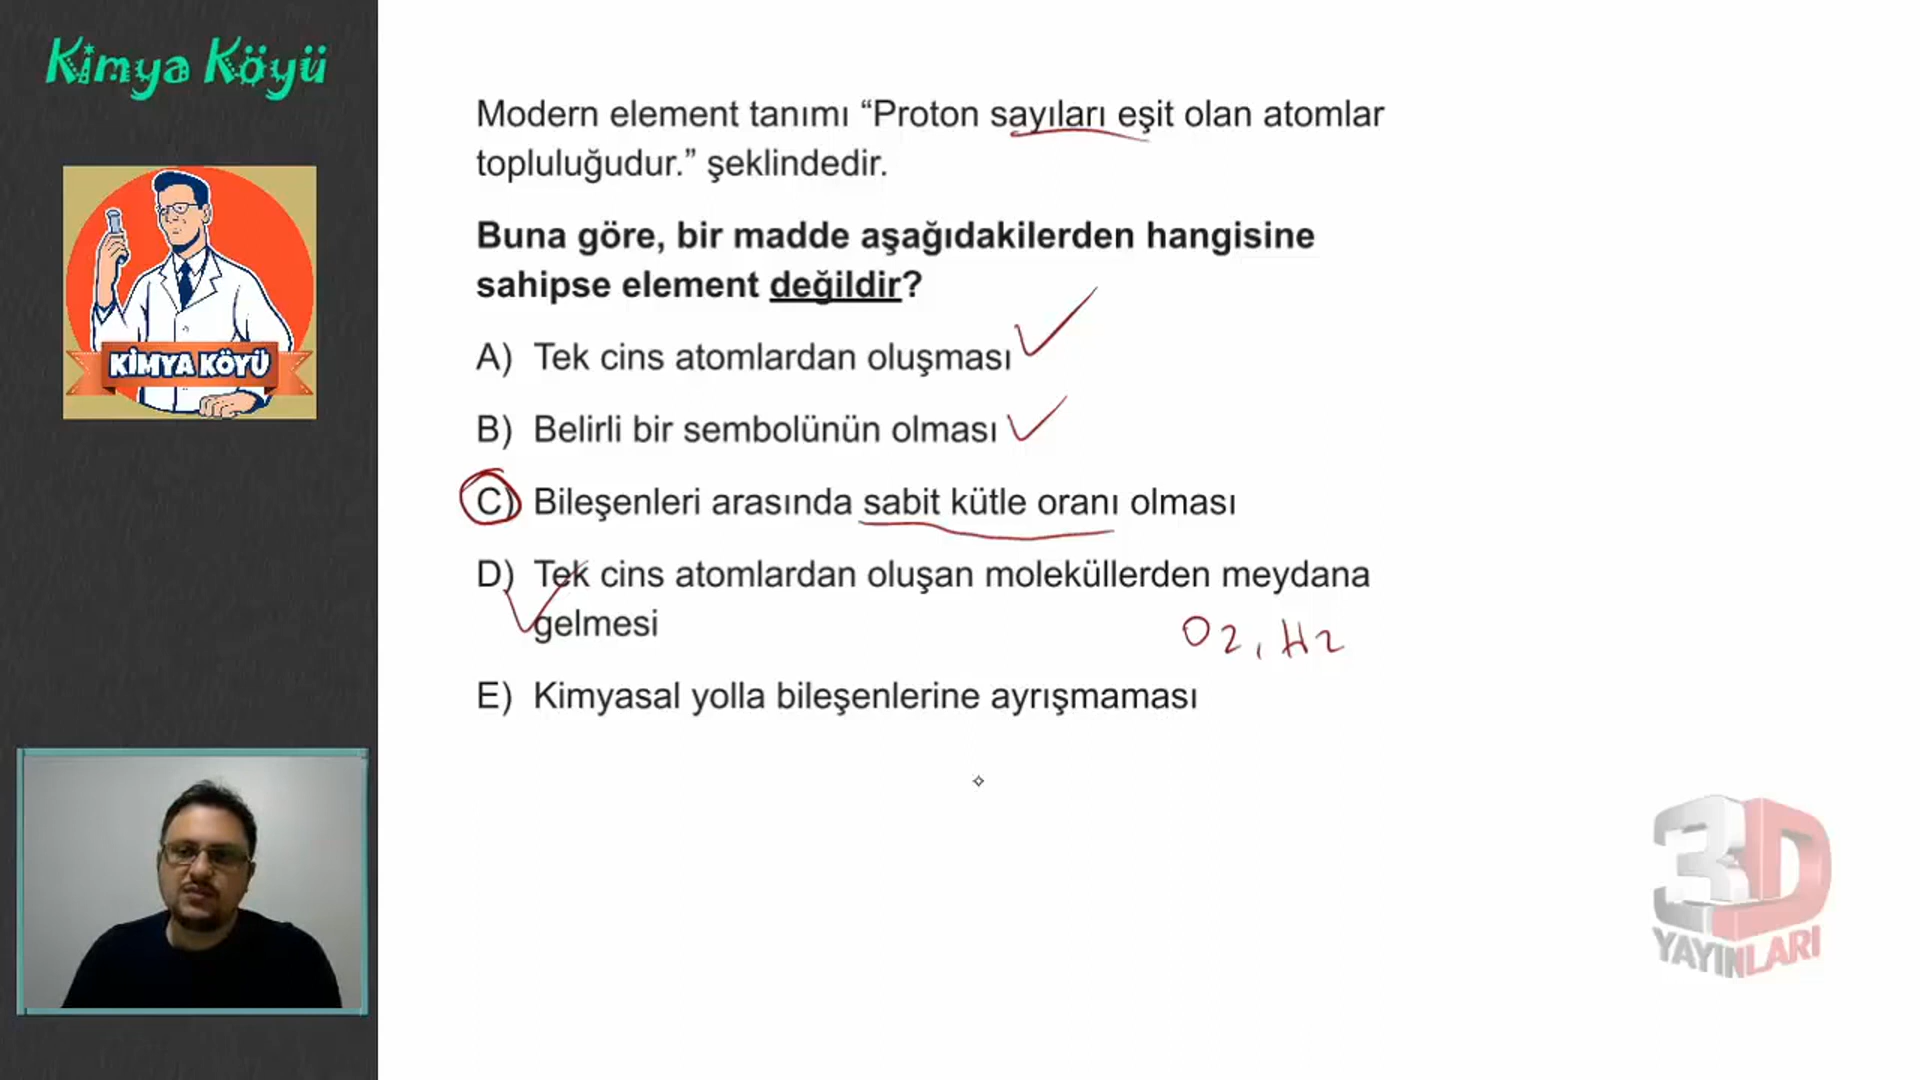 Kimya Köyü
KİMYA KÖYÜ
Modern element tanımı “Proton sayıları eşit olan atomlar
topluluğudur.” şeklindedir.
Buna göre, bir madde aşağıdakilerden hangisine
sahipse element değildir?
A) Tek cins atomlardan oluşması
B) Belirli bir sembolünün olması
C) Bileşenleri arasında sabit kütle oranı olması
D) Tek cins atomlardan oluşan moleküllerden meydana
gelmesi
O2, H2
E) Kimyasal yolla bileşenlerine ayrışmaması
3D
YAYINLARI